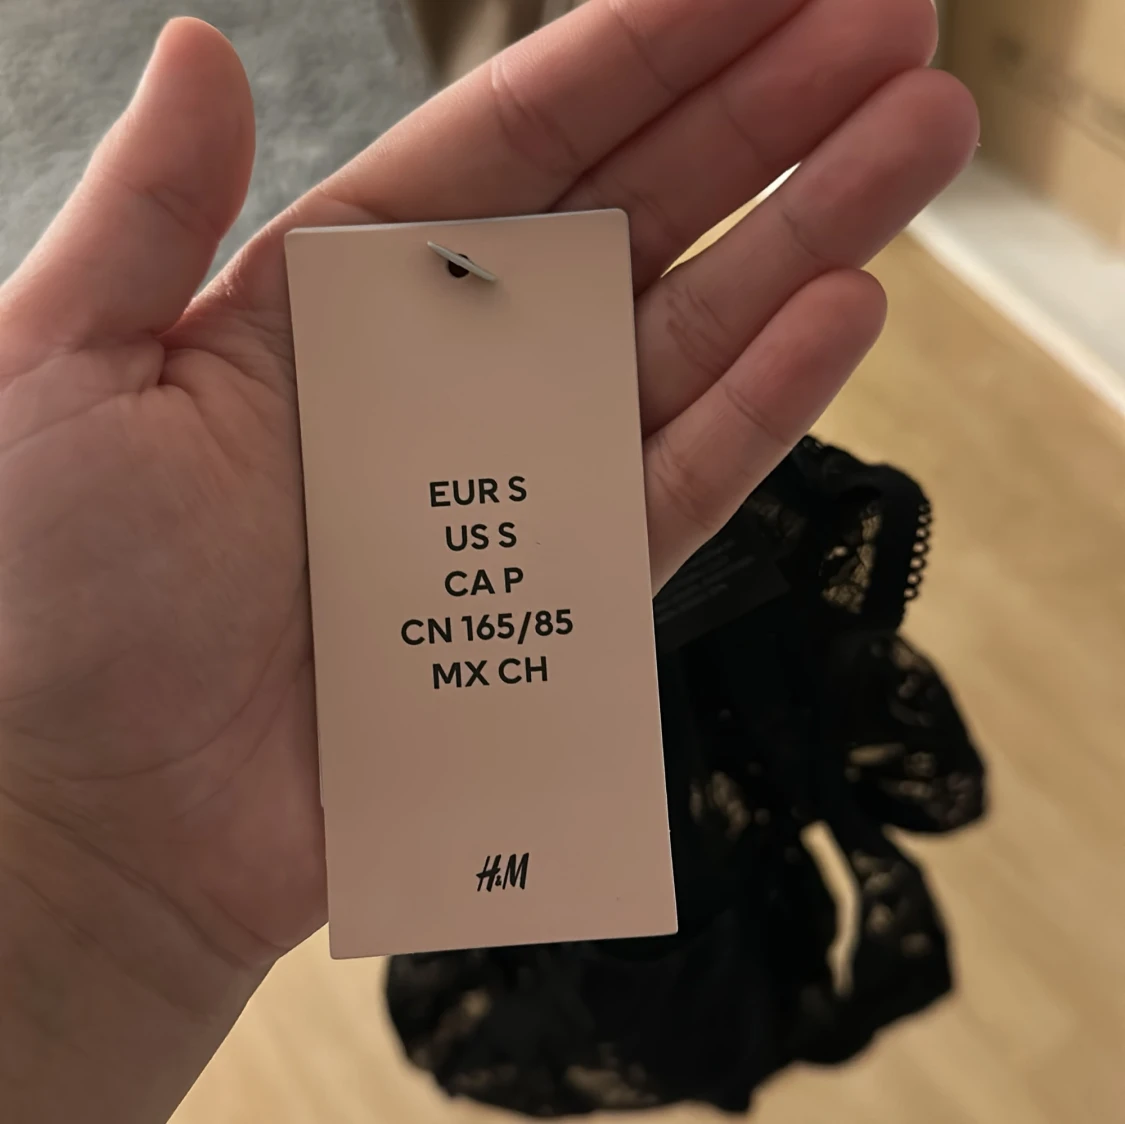 EUR S
US S
CA P
CN 165/85
MX CH
H&M